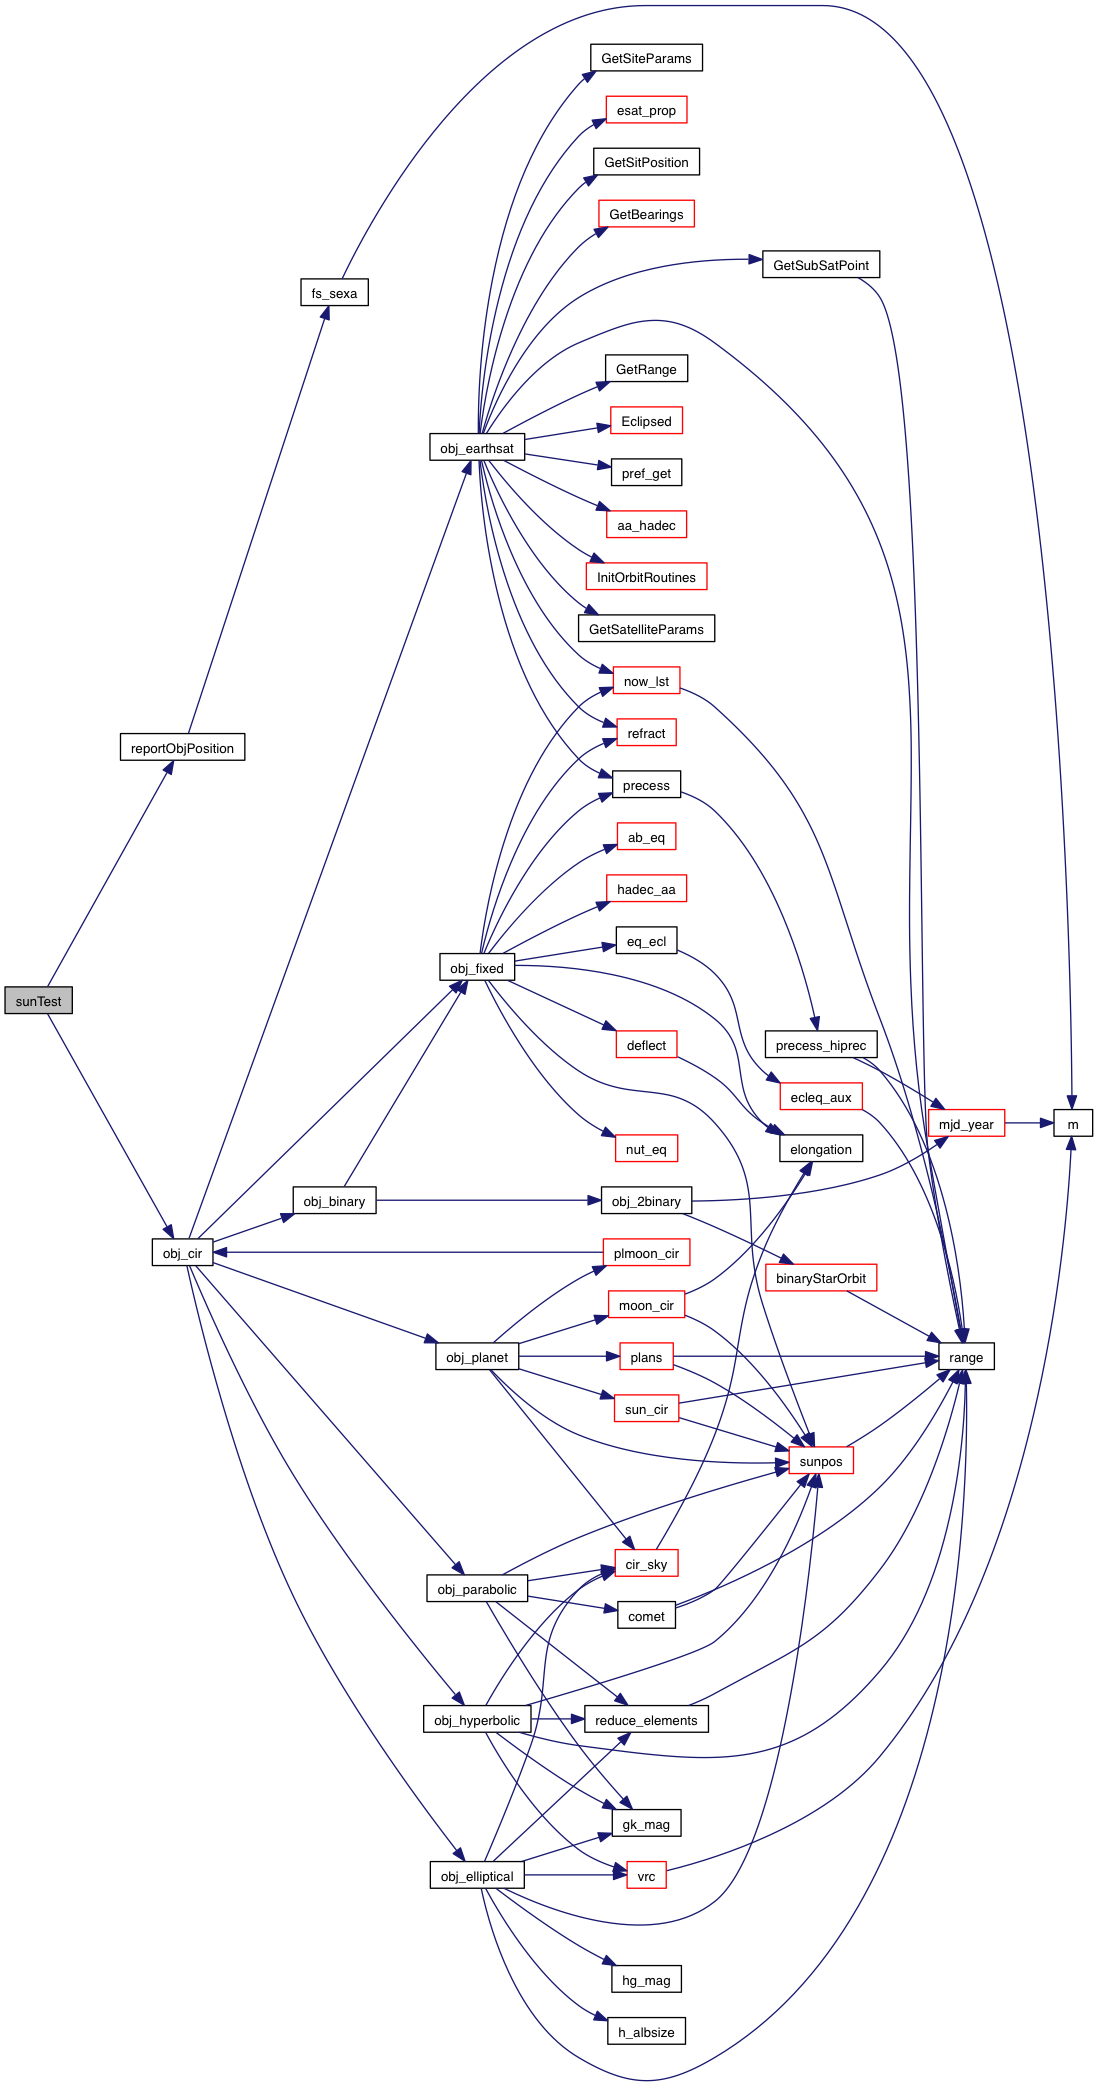 GetSiteParams
esat_prop
GetSitPosition
GetBearings
GetSubSatPoint
fs_sexa
GetRange
Eclipsed
obj_earthsat
pref_get
aa_hadec
InitOrbitRoutines
GetSatelliteParams
now_lst
refract
reportObjPosition
precess
ab_eq
hadec_aa
eq_ecl
obj_fixed
sunTest
deflect
precess_hiprec
ecleq_aux
mjd_year
m
nut_eq
elongation
obj_binary
obj_2binary
obj_cir
plmoon_cir
binaryStarOrbit
moon_cir
obj_planet
plans
range
sun_cir
sunpos
cir_sky
obj_parabolic
comet
obj_hyperbolic
reduce_elements
gk_mag
obj_elliptical
vrc
hg_mag
h_albsize